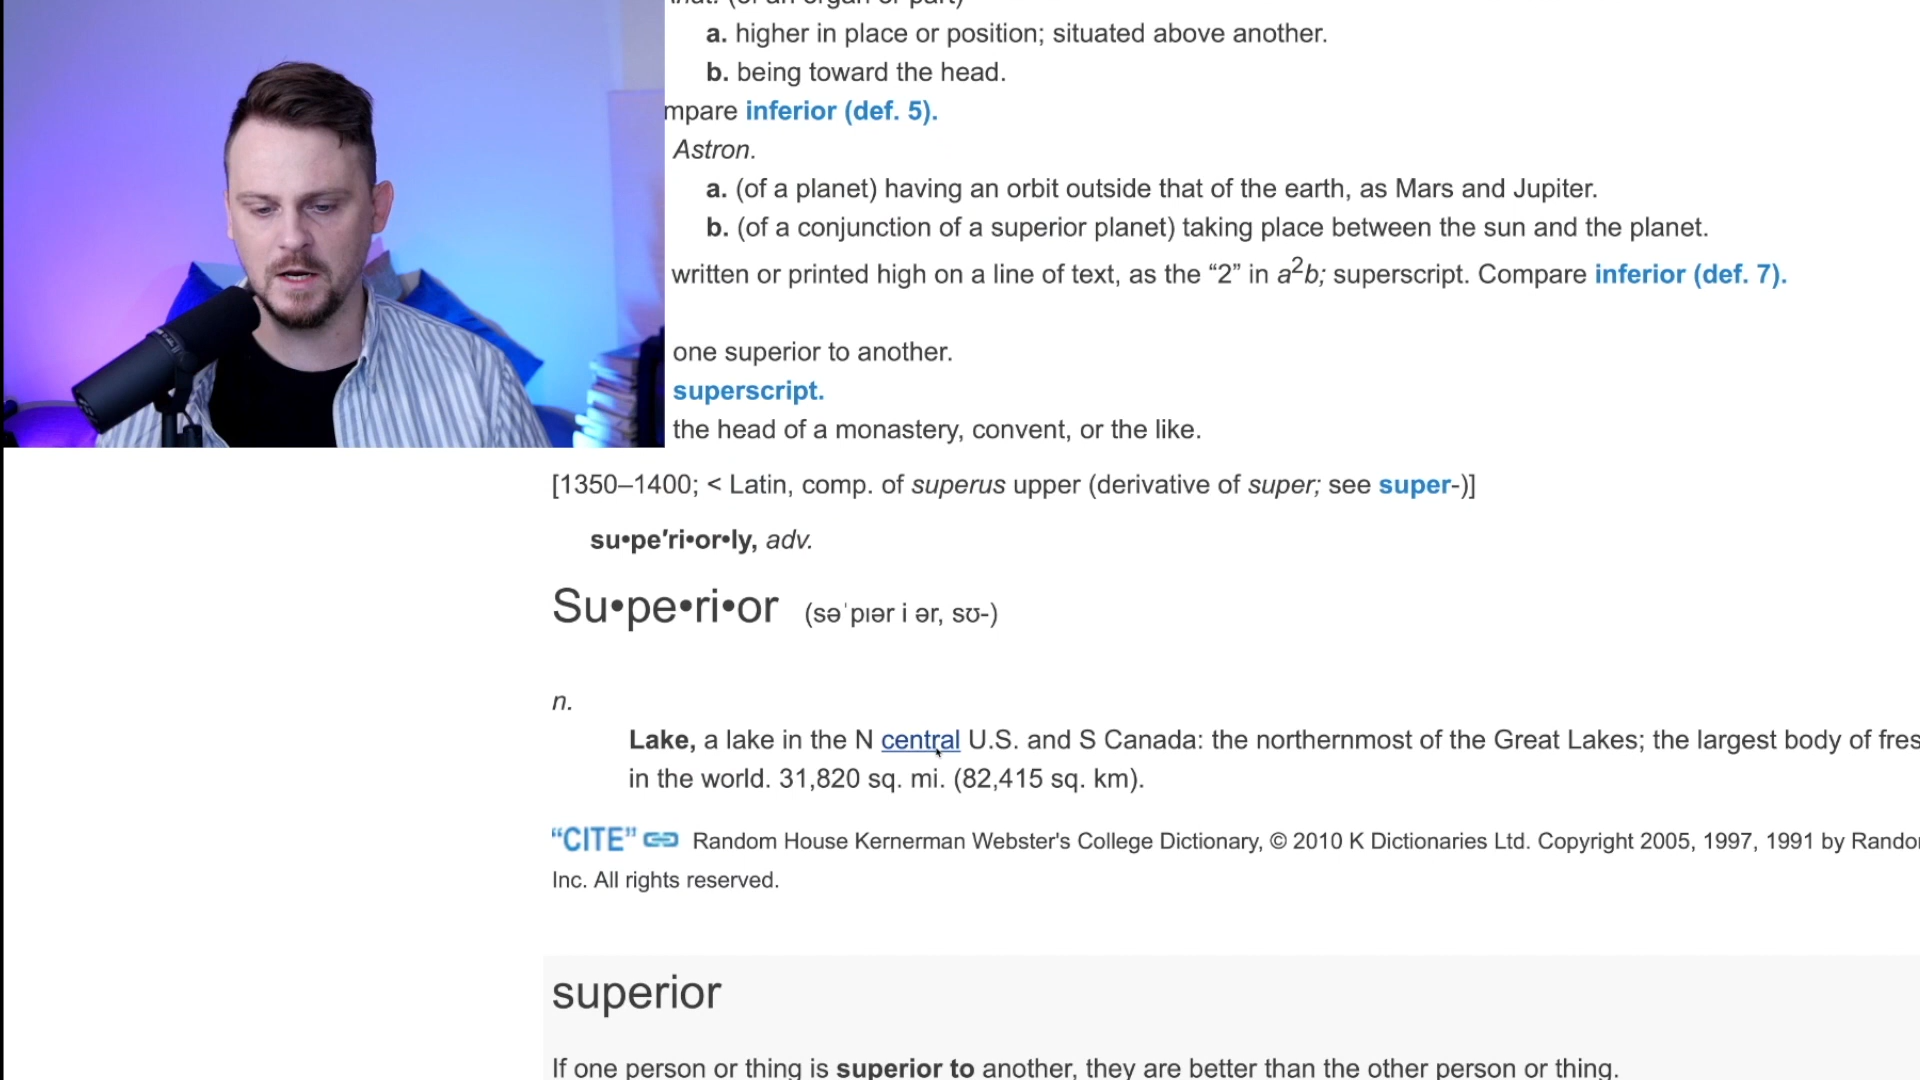 a. higher in place or position; situated above another.
b. being toward the head.
mpare inferior (def. 5).
Astron.
a. (of a planet) having an orbit outside that of the earth, as Mars and Jupiter.
b. (of a conjunction of a superior planet) taking place between the sun and the planet.
written or printed high on a line of text, as the “2” in a²b; superscript. Compare inferior (def. 7).
one superior to another.
superscript.
the head of a monastery, convent, or the like.
[1350–1400; < Latin, comp. of superus upper (derivative of super; see super-)]
su•pe′ri•or•ly, adv.
Su•pe•ri•or (səˈpɪər i ər, sʊ-)
n.
Lake, a lake in the N central U.S. and S Canada: the northernmost of the Great Lakes; the largest body of fres
in the world. 31,820 sq. mi. (82,415 sq. km).
“CITE” Random House Kernerman Webster's College Dictionary, © 2010 K Dictionaries Ltd. Copyright 2005, 1997, 1991 by Rando
Inc. All rights reserved.
superior
If one person or thing is superior to another, they are better than the other person or thing.